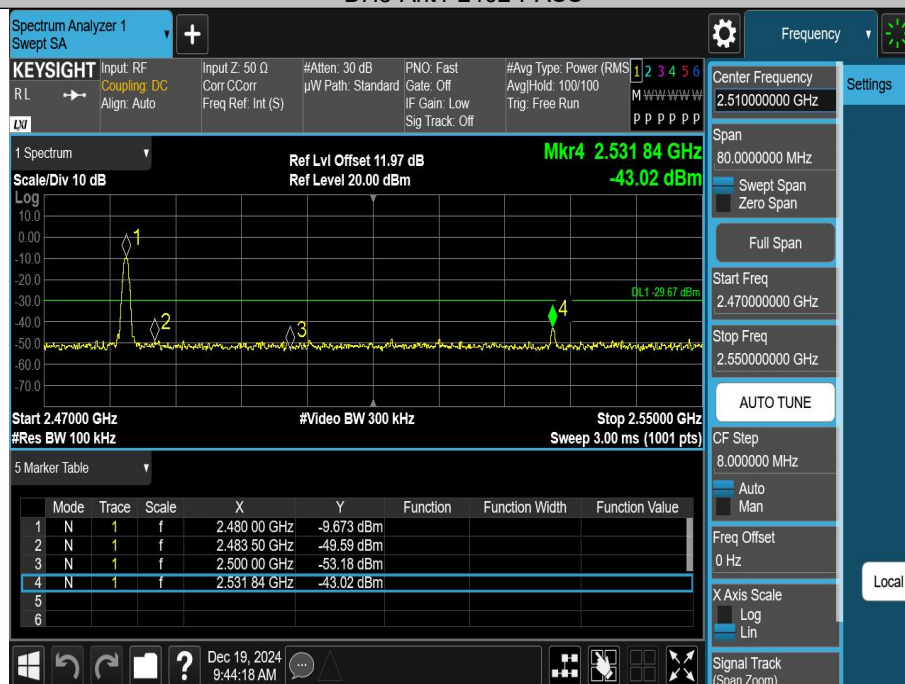 Spectrum Analyzer 1
Swept SA
+
Frequency
KEYSIGHT
RL
LXI
Input: RF
Coupling: DC
Align: Auto
Input Z: 50 Ω
Corr CCorr
Freq Ref: Int (S)
#Atten: 30 dB
µW Path: Standard
PNO: Fast
Gate: Off
IF Gain: Low
Sig Track: Off
#Avg Type: Power (RMS
Avg|Hold: 100/100
Trig: Free Run
1 2 3 4 5 6
M W W W W W
P P P P P P
1 Spectrum
Scale/Div 10 dB
Ref Lvl Offset 11.97 dB
Ref Level 20.00 dBm
Mkr4 2.531 84 GHz
-43.02 dBm
Log
10.0
0.00
-10.0
-20.0
-30.0
-40.0
-50.0
-60.0
-70.0
1
2
3
4
DL1 -29.67 dBm
Start 2.47000 GHz
#Video BW 300 kHz
Stop 2.55000 GHz
#Res BW 100 kHz
Sweep 3.00 ms (1001 pts)
5 Marker Table
Mode Trace Scale X Y Function Function Width Function Value
1 N 1 f 2.480 00 GHz -9.673 dBm
2 N 1 f 2.483 50 GHz -49.59 dBm
3 N 1 f 2.500 00 GHz -53.18 dBm
4 N 1 f 2.531 84 GHz -43.02 dBm
5
6
?
Dec 19, 2024
9:44:18 AM
Center Frequency
2.510000000 GHz
Settings
Span
80.0000000 MHz
Swept Span
Zero Span
Full Span
Start Freq
2.470000000 GHz
Stop Freq
2.550000000 GHz
AUTO TUNE
CF Step
8.000000 MHz
Auto
Man
Freq Offset
0 Hz
Local
X Axis Scale
Log
Lin
Signal Track
(Span Zoom)